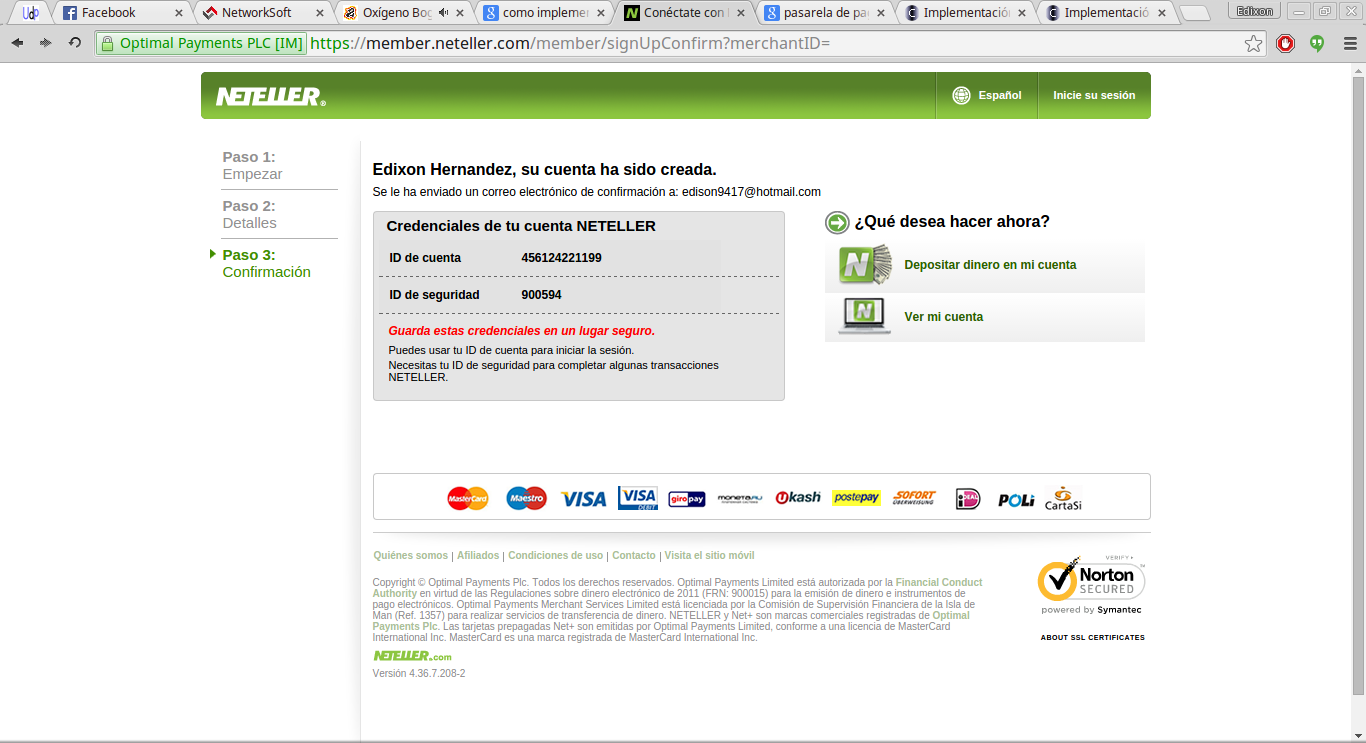 Udp
Facebook
NetworkSoft
Oxígeno Bog
como implemen
Conéctate con
pasarela de pa
Implementación
Implementació
Edixon
Optimal Payments PLC [IM] https://member.neteller.com/member/signUpConfirm?merchantID=
NETELLER®
Español
Inicie su sesión
Paso 1:
Empezar
Paso 2:
Detalles
Paso 3:
Confirmación
Edixon Hernandez, su cuenta ha sido creada.
Se le ha enviado un correo electrónico de confirmación a: edison9417@hotmail.com
Credenciales de tu cuenta NETELLER
ID de cuenta 456124221199
ID de seguridad 900594
Guarda estas credenciales en un lugar seguro.
Puedes usar tu ID de cuenta para iniciar la sesión.
Necesitas tu ID de seguridad para completar algunas transacciones
NETELLER.
¿Qué desea hacer ahora?
Depositar dinero en mi cuenta
Ver mi cuenta
MasterCard Maestro VISA VISA DEBIT giropay moneta.ru Ukash postepay SOFORT ÜBERWEISUNG iDEAL POLi CartaSi
Quiénes somos | Afiliados | Condiciones de uso | Contacto | Visita el sitio móvil
Copyright © Optimal Payments Plc. Todos los derechos reservados. Optimal Payments Limited está autorizada por la Financial Conduct
Authority en virtud de las Regulaciones sobre dinero electrónico de 2011 (FRN: 900015) para la emisión de dinero e instrumentos de
pago electrónicos. Optimal Payments Merchant Services Limited está licenciada por la Comisión de Supervisión Financiera de la Isla de
Man (Ref. 1357) para realizar servicios de transferencia de dinero. NETELLER y Net+ son marcas comerciales registradas de Optimal
Payments Plc. Las tarjetas prepagadas Net+ son emitidas por Optimal Payments Limited, conforme a una licencia de MasterCard
International Inc. MasterCard es una marca registrada de MasterCard International Inc.
NETELLER.com
Versión 4.36.7.208-2
VERIFY
Norton
SECURED
powered by Symantec
ABOUT SSL CERTIFICATES